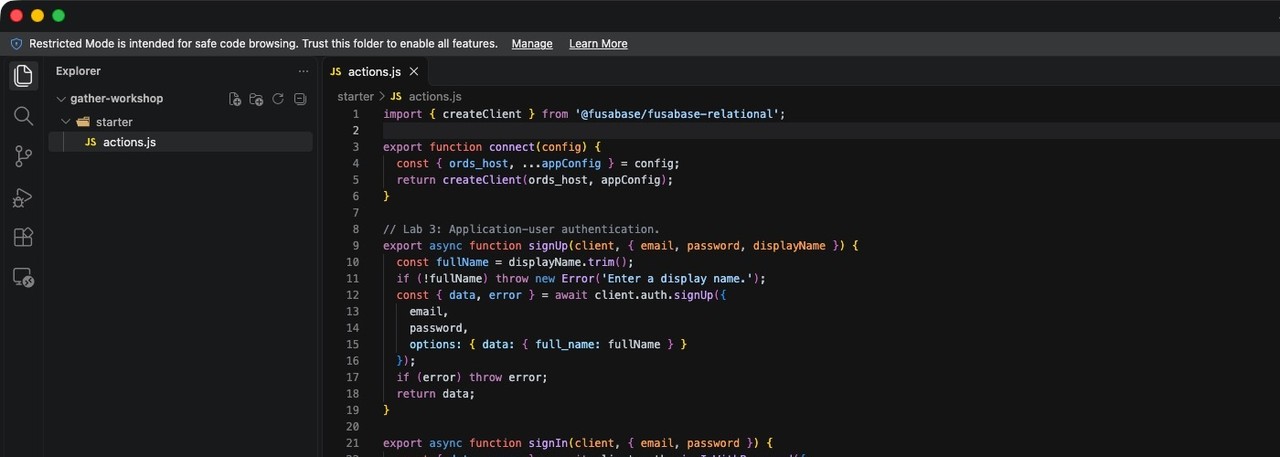 Restricted Mode is intended for safe code browsing. Trust this folder to enable all features. Manage Learn More
Explorer
gather-workshop
starter
JS actions.js
JS actions.js
starter > JS actions.js
1 import { createClient } from '@fusabase/fusabase-relational';
2
3 export function connect(config) {
4 const { ords_host, ...appConfig } = config;
5 return createClient(ords_host, appConfig);
6 }
7
8 // Lab 3: Application-user authentication.
9 export async function signUp(client, { email, password, displayName }) {
10 const fullName = displayName.trim();
11 if (!fullName) throw new Error('Enter a display name.');
12 const { data, error } = await client.auth.signUp({
13 email,
14 password,
15 options: { data: { full_name: fullName } }
16 });
17 if (error) throw error;
18 return data;
19 }
20
21 export async function signIn(client, { email, password }) {